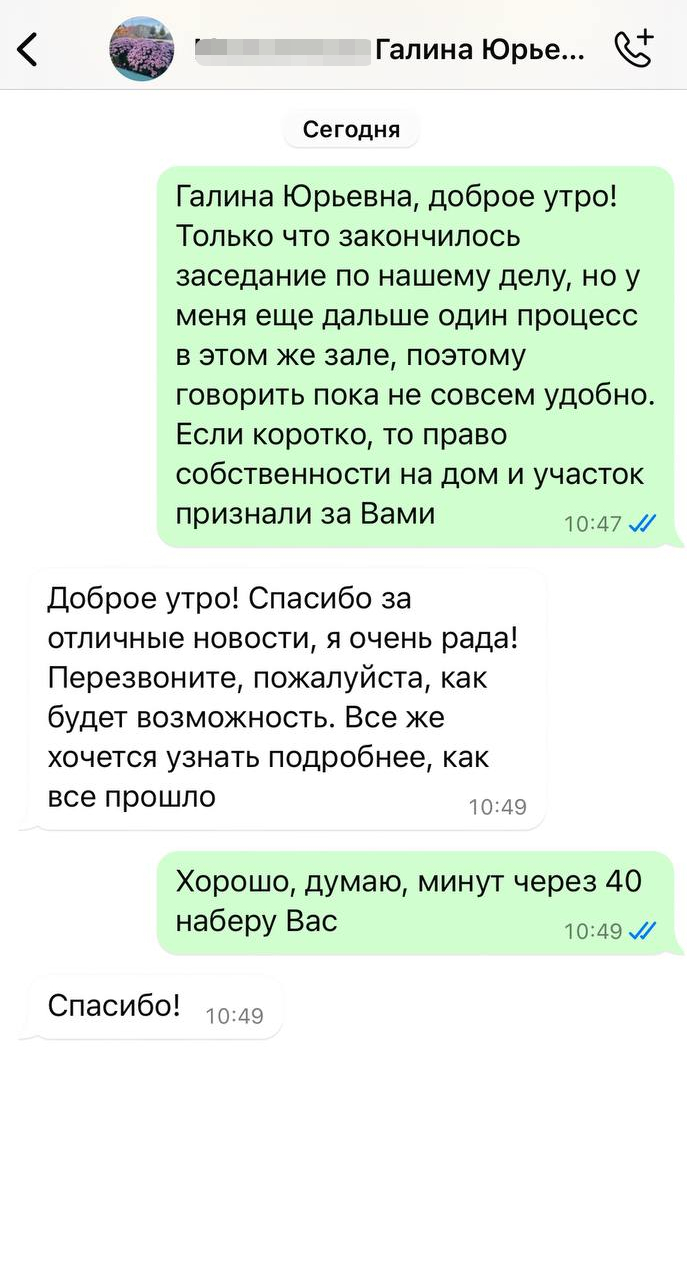 Галина Юрье...
Сегодня
Галина Юрьевна, доброе утро!
Только что закончилось
заседание по нашему делу, но у
меня еще дальше один процесс
в этом же зале, поэтому
говорить пока не совсем удобно.
Если коротко, то право
собственности на дом и участок
признали за Вами
10:47
Доброе утро! Спасибо за
отличные новости, я очень рада!
Перезвоните, пожалуйста, как
будет возможность. Все же
хочется узнать подробнее, как
все прошло
10:49
Хорошо, думаю, минут через 40
наберу Вас
10:49
Спасибо!
10:49